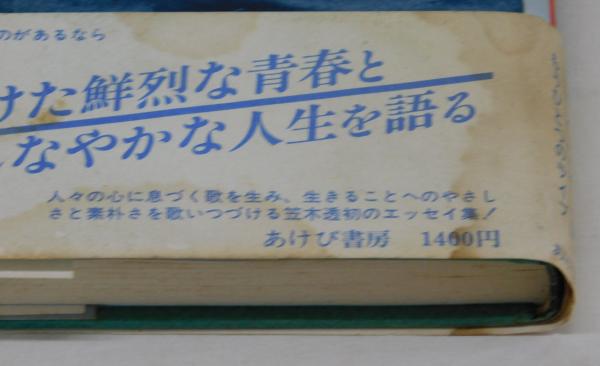 のがあるなら
けた鮮烈な青春と
なやかな人生を語る
人々の心に息づく歌を生み、生きることへのやさし
さと素朴さを歌いつづける笠木透初のエッセイ集!
あけび書房 1400円